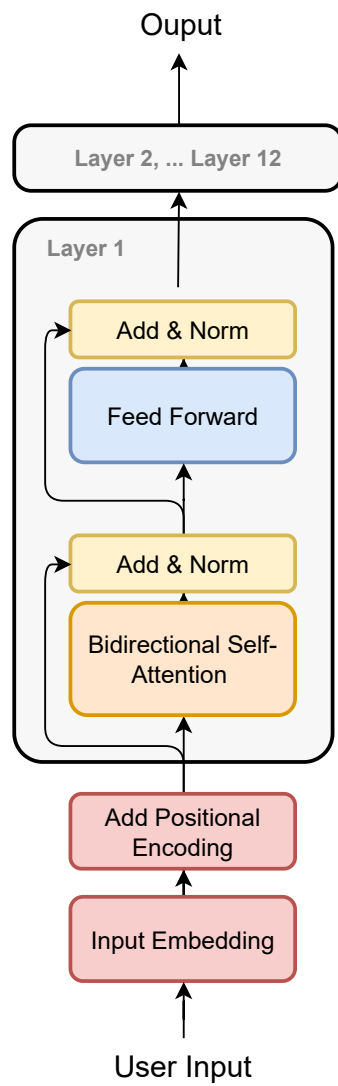 Ouput
Layer 2, ... Layer 12
Layer 1
Add & Norm
Feed Forward
Add & Norm
Bidirectional Self-
Attention
Add Positional
Encoding
Input Embedding
User Input